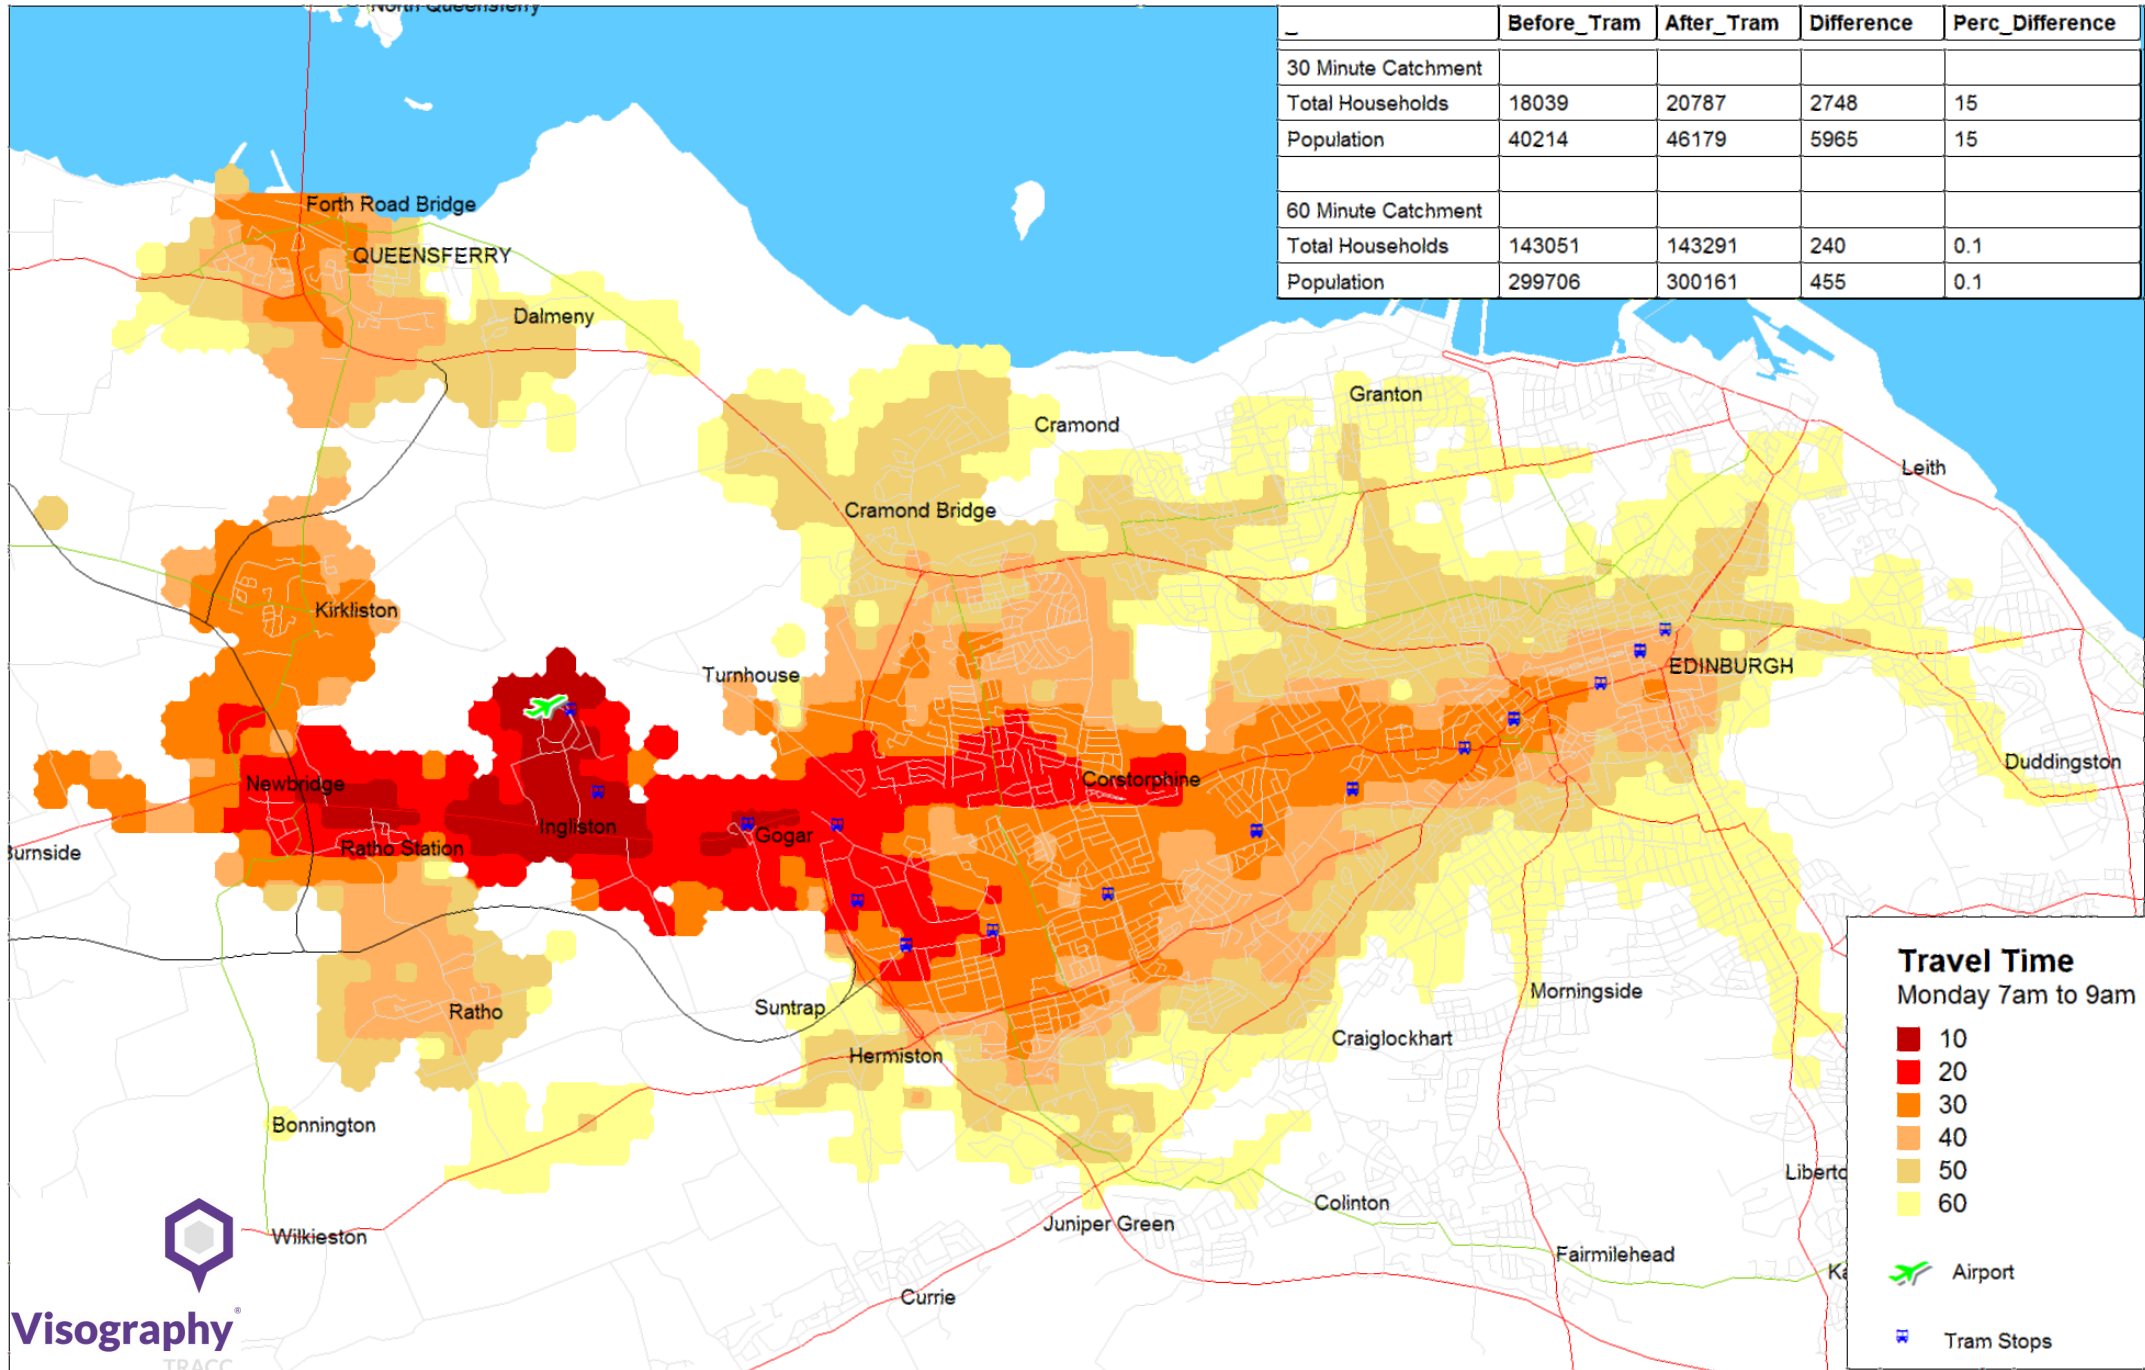 North Queensferry
_ Before_Tram After_Tram Difference Perc_Difference
30 Minute Catchment
Total Households 18039 20787 2748 15
Population 40214 46179 5965 15
60 Minute Catchment
Total Households 143051 143291 240 0.1
Population 299706 300161 455 0.1
Forth Road Bridge
QUEENSFERRY
Dalmeny
Granton
Cramond
Leith
Cramond Bridge
Kirkliston
Turnhouse
EDINBURGH
Duddingston
Newbridge
Corstorphine
Ingliston
Gogar
Ratho Station
Burnside
Ratho
Suntrap
Morningside
Craiglockhart
Hermiston
Bonnington
Liberto
Colinton
Juniper Green
Wilkieston
Fairmilehead
Ka
Currie
Travel Time
Monday 7am to 9am
10
20
30
40
50
60
Airport
Tram Stops
Visography®
TRACC